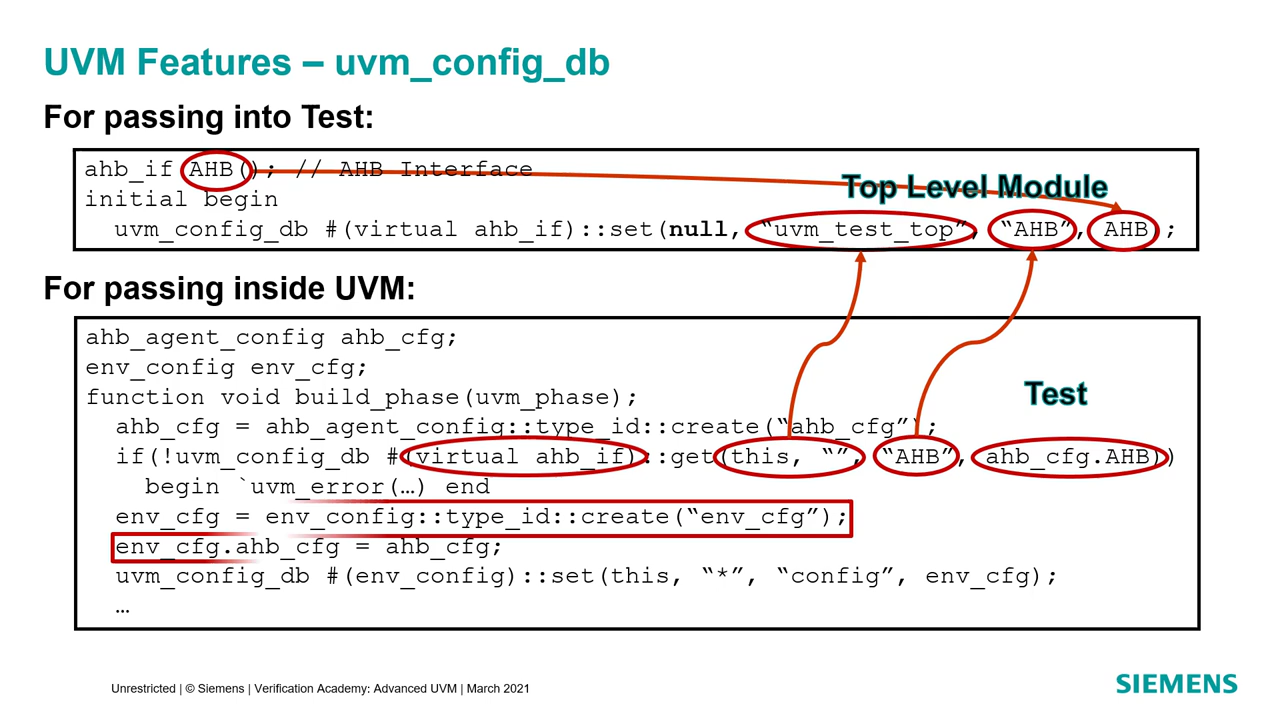 UVM Features – uvm_config_db
For passing into Test:
ahb_if AHB(); // AHB Interface
Top Level Module
initial begin
uvm_config_db #(virtual ahb_if)::set(null, “uvm_test_top”, “AHB”, AHB);
For passing inside UVM:
ahb_agent_config ahb_cfg;
env_config env_cfg;
function void build_phase(uvm_phase);
Test
ahb_cfg = ahb_agent_config::type_id::create(“ahb_cfg”);
if(!uvm_config_db #(virtual ahb_if)::get(this, “”, “AHB”, ahb_cfg.AHB))
begin `uvm_error(…) end
env_cfg = env_config::type_id::create(“env_cfg”);
env_cfg.ahb_cfg = ahb_cfg;
uvm_config_db #(env_config)::set(this, “*”, “config”, env_cfg);
…
Unrestricted | © Siemens | Verification Academy: Advanced UVM | March 2021
SIEMENS